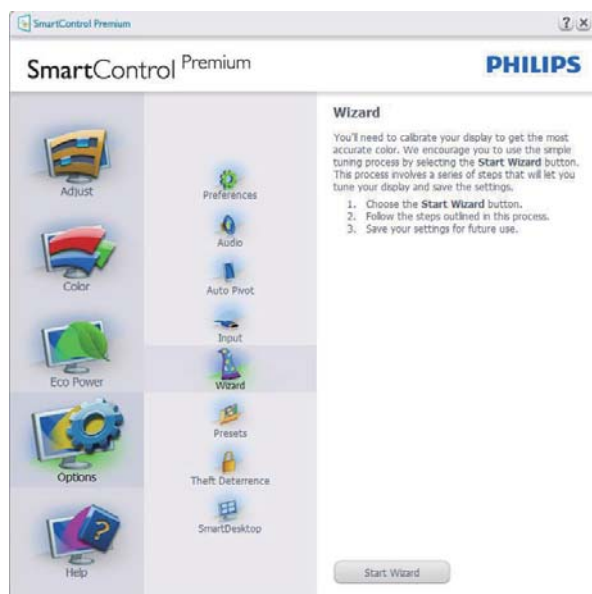 SmartControl Premium
SmartControl Premium
PHILIPS
Adjust
Color
Eco Power
Options
Help
Preferences
Audio
Auto Pivot
Input
Wizard
Presets
Theft Deterrence
SmartDesktop
Wizard
You'll need to calibrate your display to get the most
accurate color. We encourage you to use the simple
tuning process by selecting the Start Wizard button.
This process involves a series of steps that will let you
tune your display and save the settings.
1. Choose the Start Wizard button.
2. Follow the steps outlined in this process.
3. Save your settings for future use.
Start Wizard